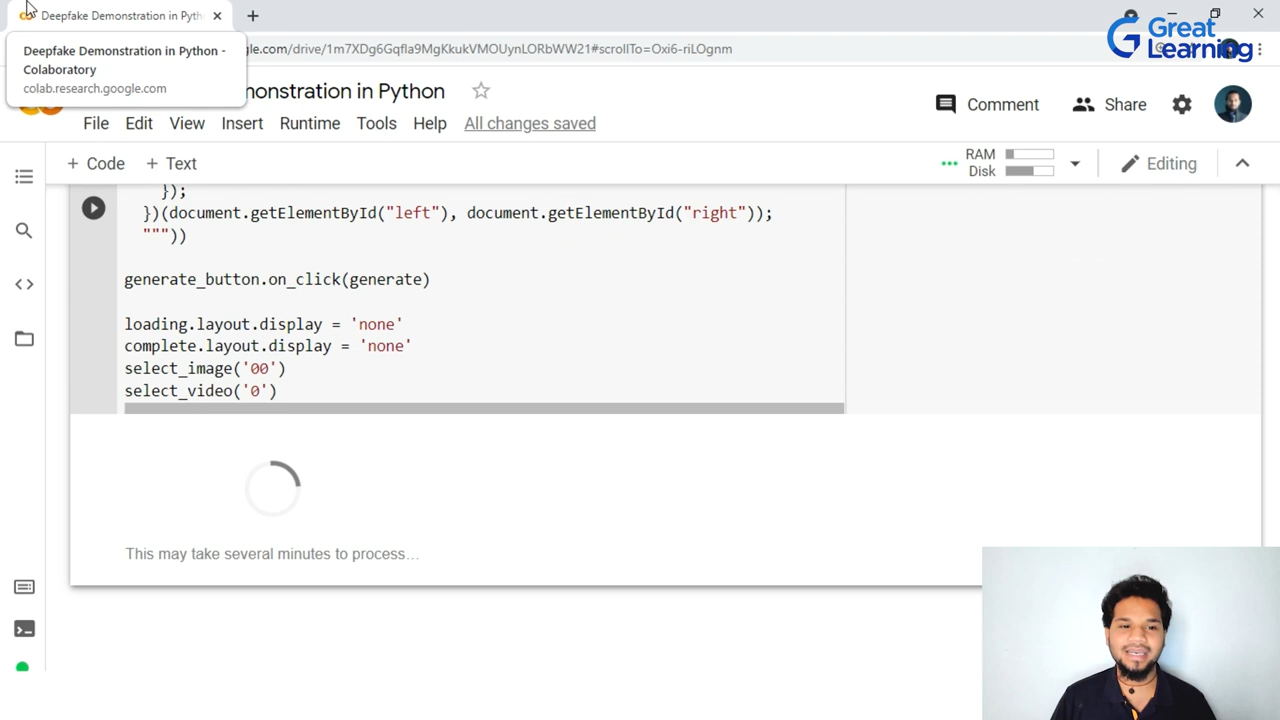 Deepfake Demonstration in Pyth
Deepfake Demonstration in Python -
Colaboratory
colab.research.google.com
le.com/drive/1m7XDg6Gqfla9MgKkukVMOUynLORbWW21#scrollTo=Oxi6-riLOgnm
Great
Learning
monstration in Python
Comment
Share
File
Edit
View
Insert
Runtime
Tools
Help
All changes saved
+ Code
+ Text
RAM
Disk
Editing
});
})(document.getElementById("left"), document.getElementById("right"));
"""))
generate_button.on_click(generate)
loading.layout.display = 'none'
complete.layout.display = 'none'
select_image('00')
select_video('0')
This may take several minutes to process...